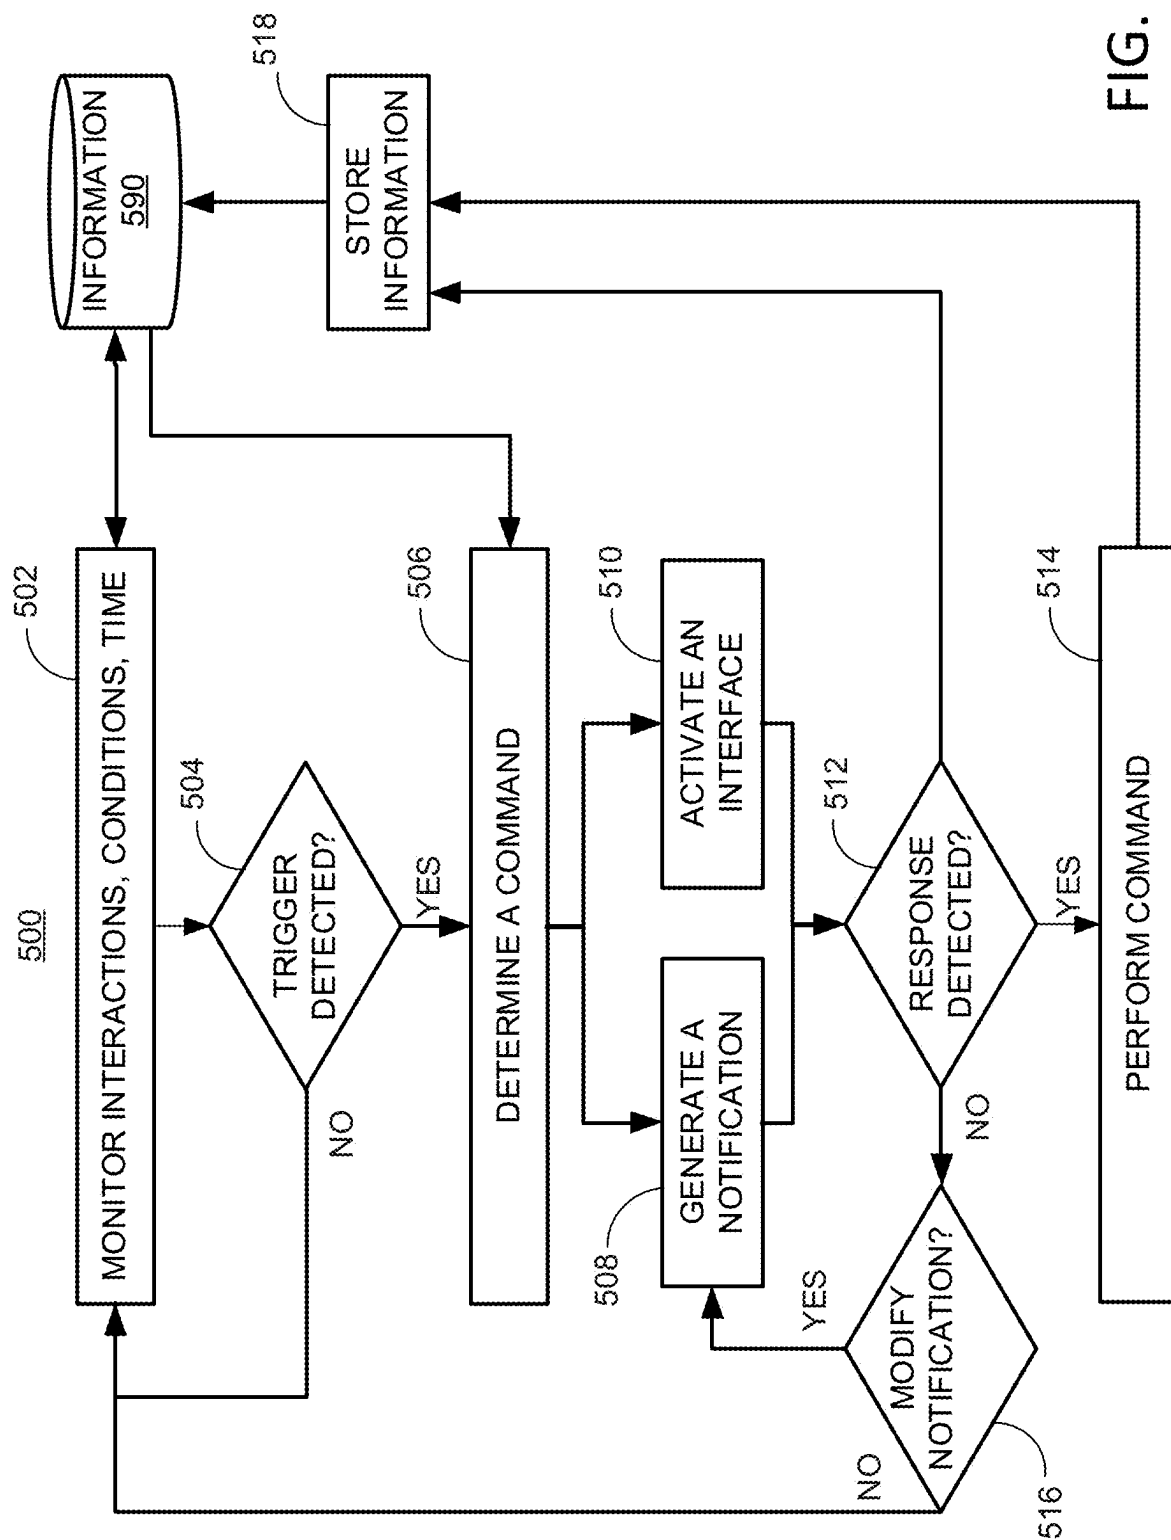 500
502
MONITOR INTERACTIONS, CONDITIONS, TIME
INFORMATION
590
504
TRIGGER
DETECTED?
NO
YES
506
DETERMINE A COMMAND
518
STORE
INFORMATION
508
GENERATE A
NOTIFICATION
510
ACTIVATE AN
INTERFACE
512
RESPONSE
DETECTED?
NO
YES
MODIFY
NOTIFICATION?
YES
NO
516
514
PERFORM COMMAND
FIG.